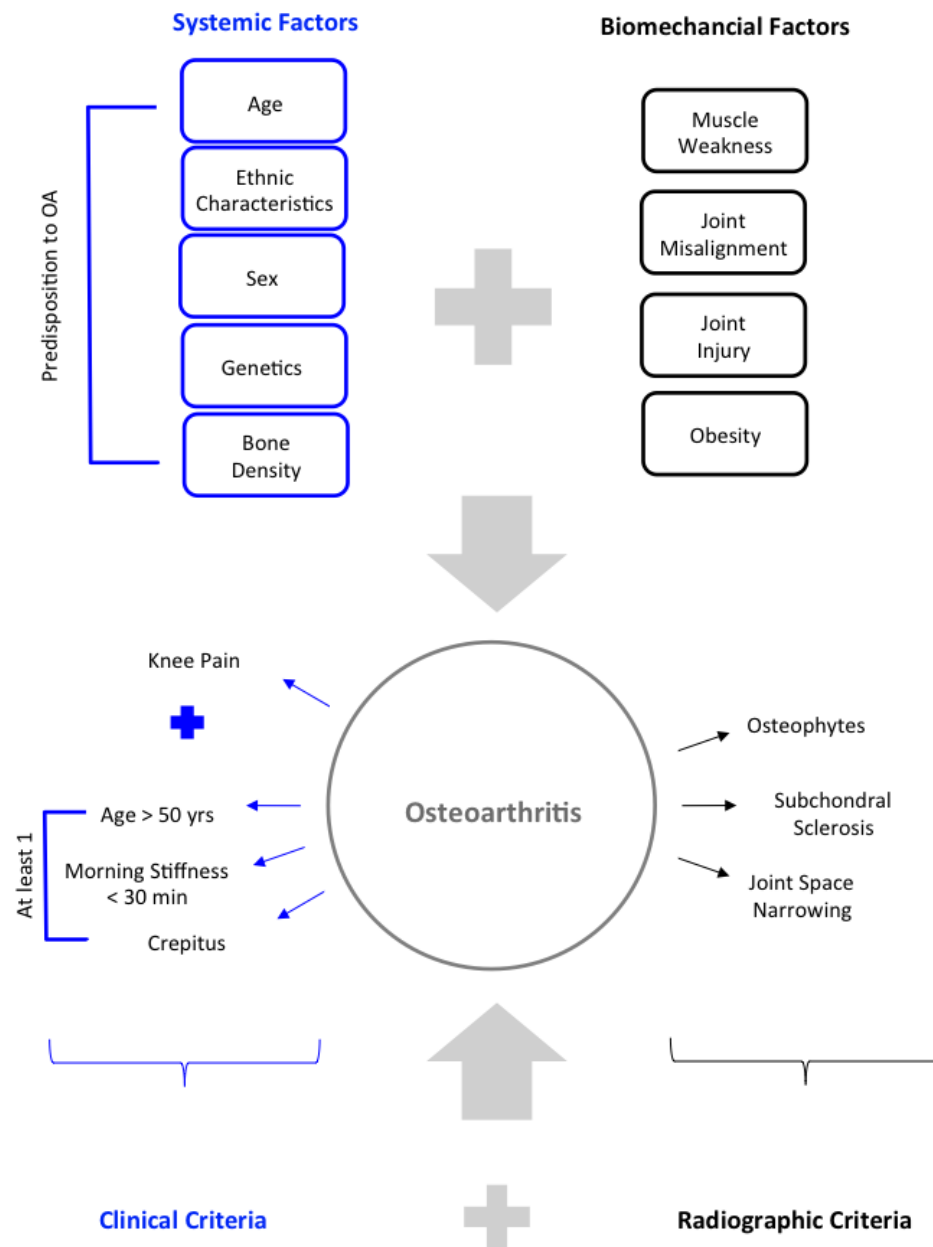 Systemic Factors
Biomechancial Factors
Predisposition to OA
Age
Ethnic
Characteristics
Sex
Genetics
Bone
Density
Muscle
Weakness
Joint
Misalignment
Joint
Injury
Obesity
Knee Pain
At least 1
Age > 50 yrs
Morning Stiffness
< 30 min
Crepitus
Osteoarthritis
Osteophytes
Subchondral
Sclerosis
Joint Space
Narrowing
Clinical Criteria
Radiographic Criteria